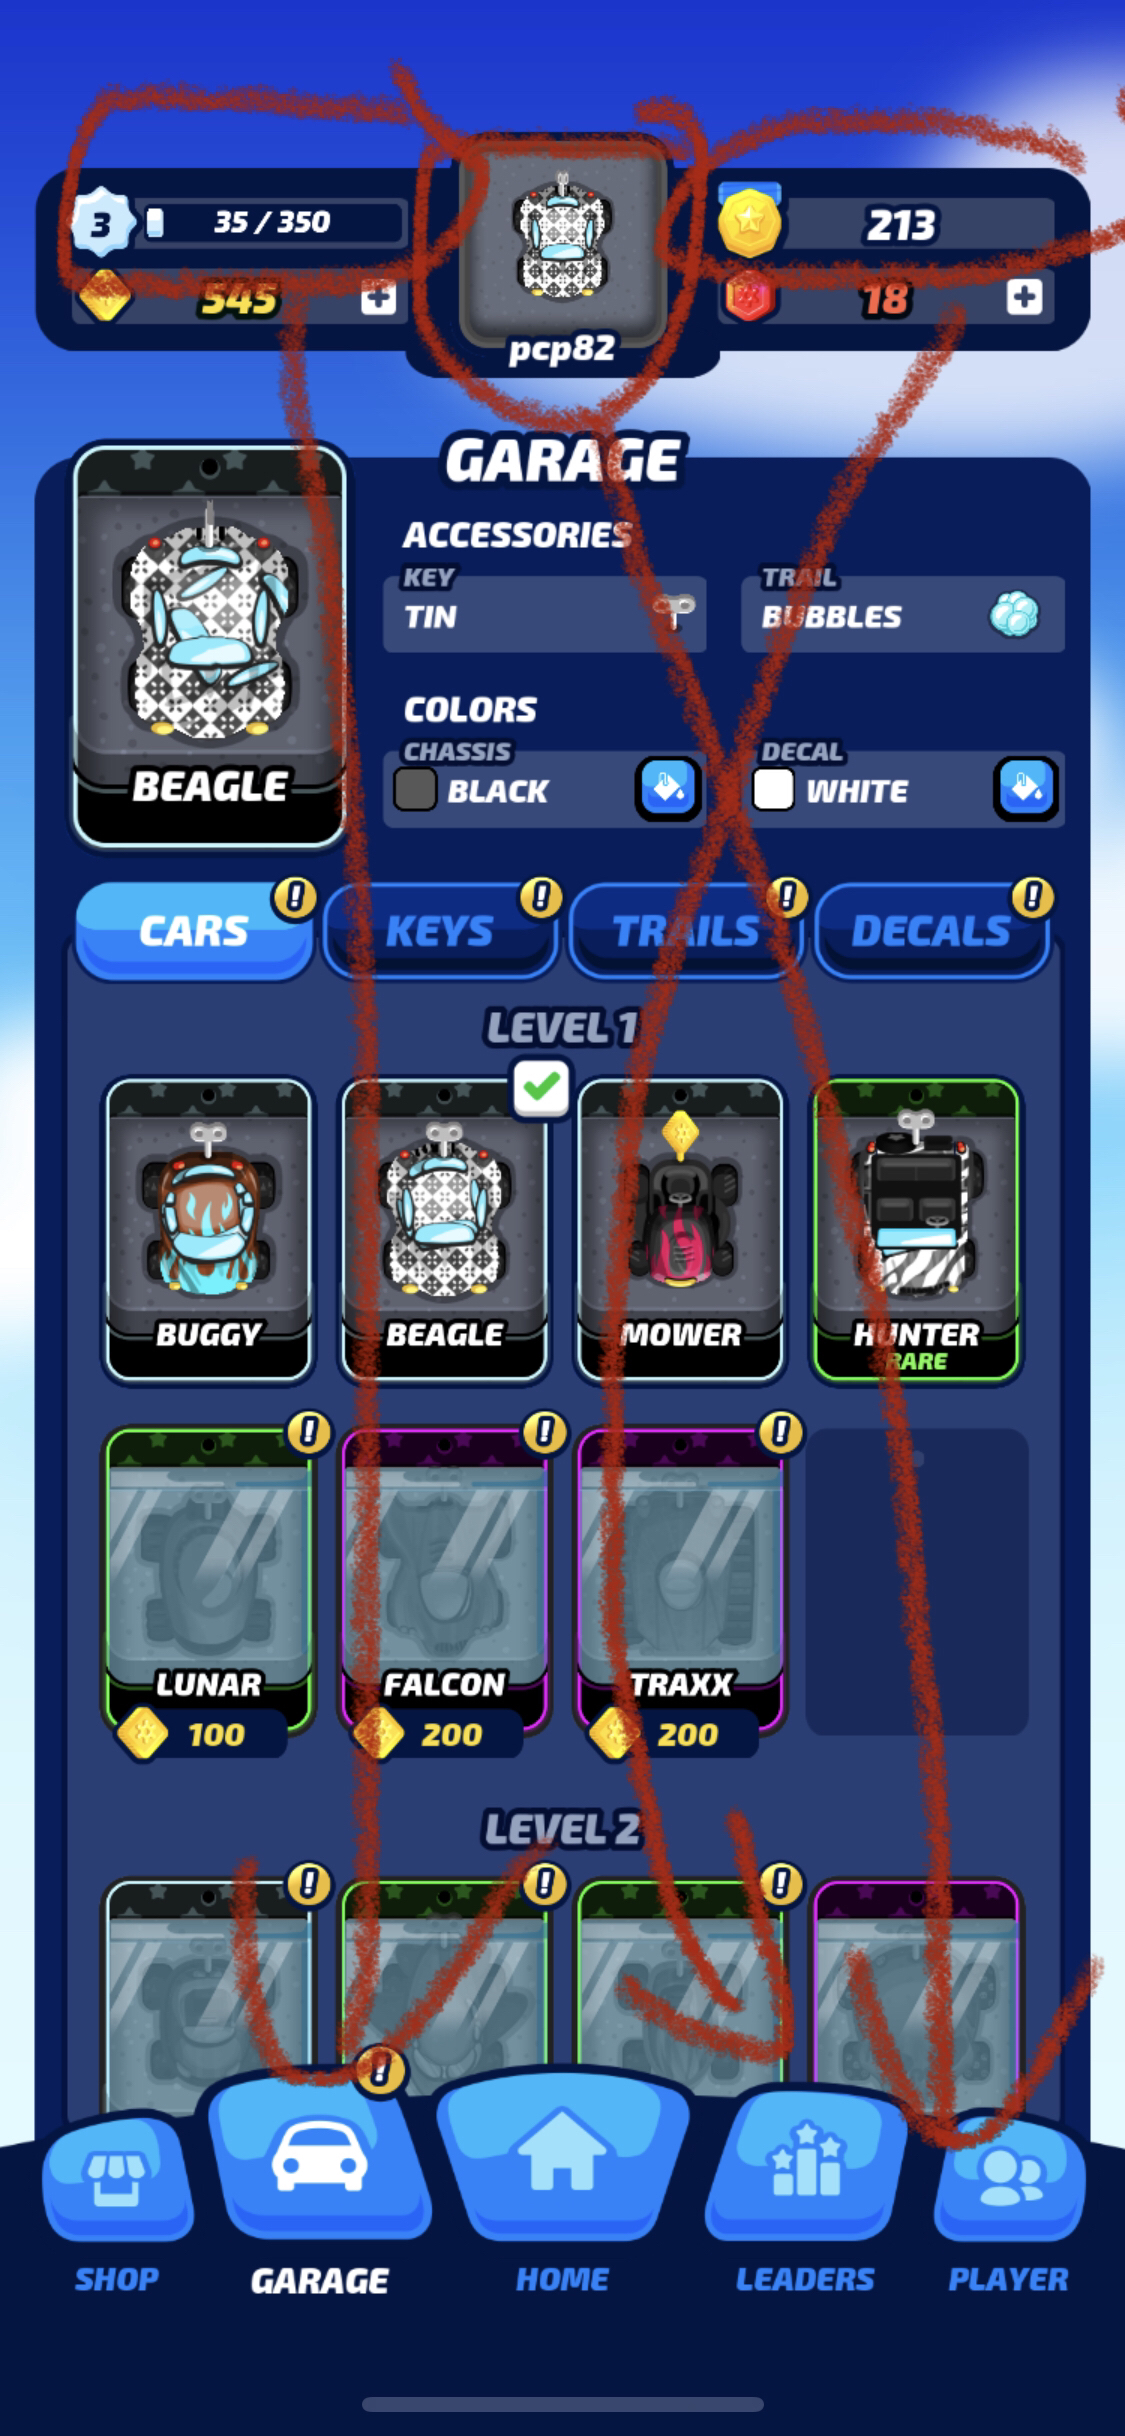 3 35 / 350
213
545
18
pcp82
GARAGE
ACCESSORIES
KEY
TIN
TRAIL
BUBBLES
COLORS
CHASSIS
BLACK
DECAL
WHITE
BEAGLE
CARS ! KEYS ! TRAILS ! DECALS !
LEVEL 1
BUGGY BEAGLE MOWER HUNTER
RARE
! ! !
LUNAR FALCON TRAXX
100 200 200
LEVEL 2
! ! !
!
SHOP GARAGE HOME LEADERS PLAYER